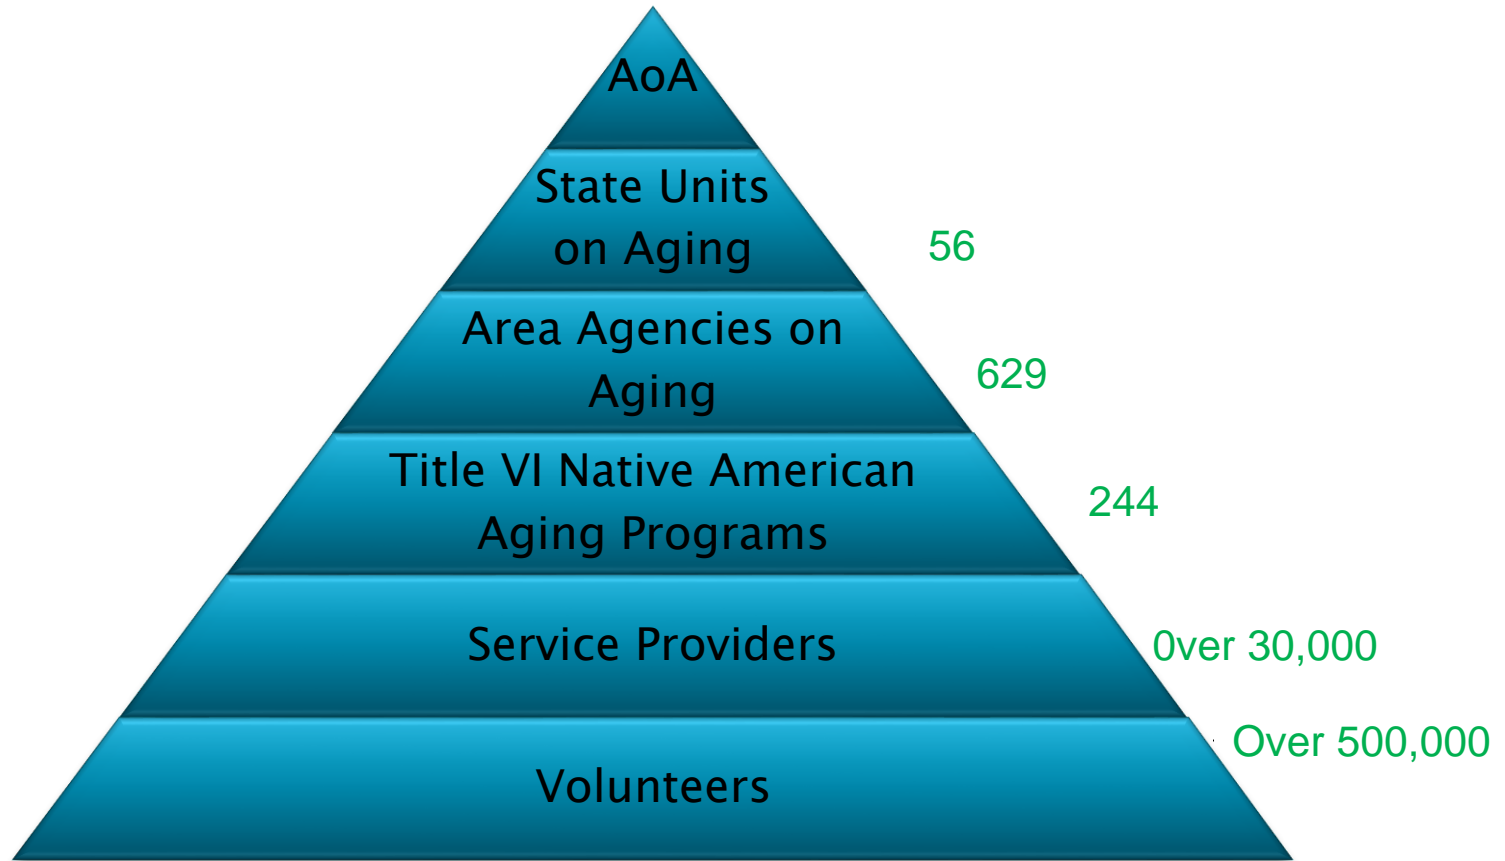 AoA
State Units
on Aging
56
Area Agencies on
Aging
629
Title VI Native American
Aging Programs
244
Service Providers
0ver 30,000
Volunteers
Over 500,000